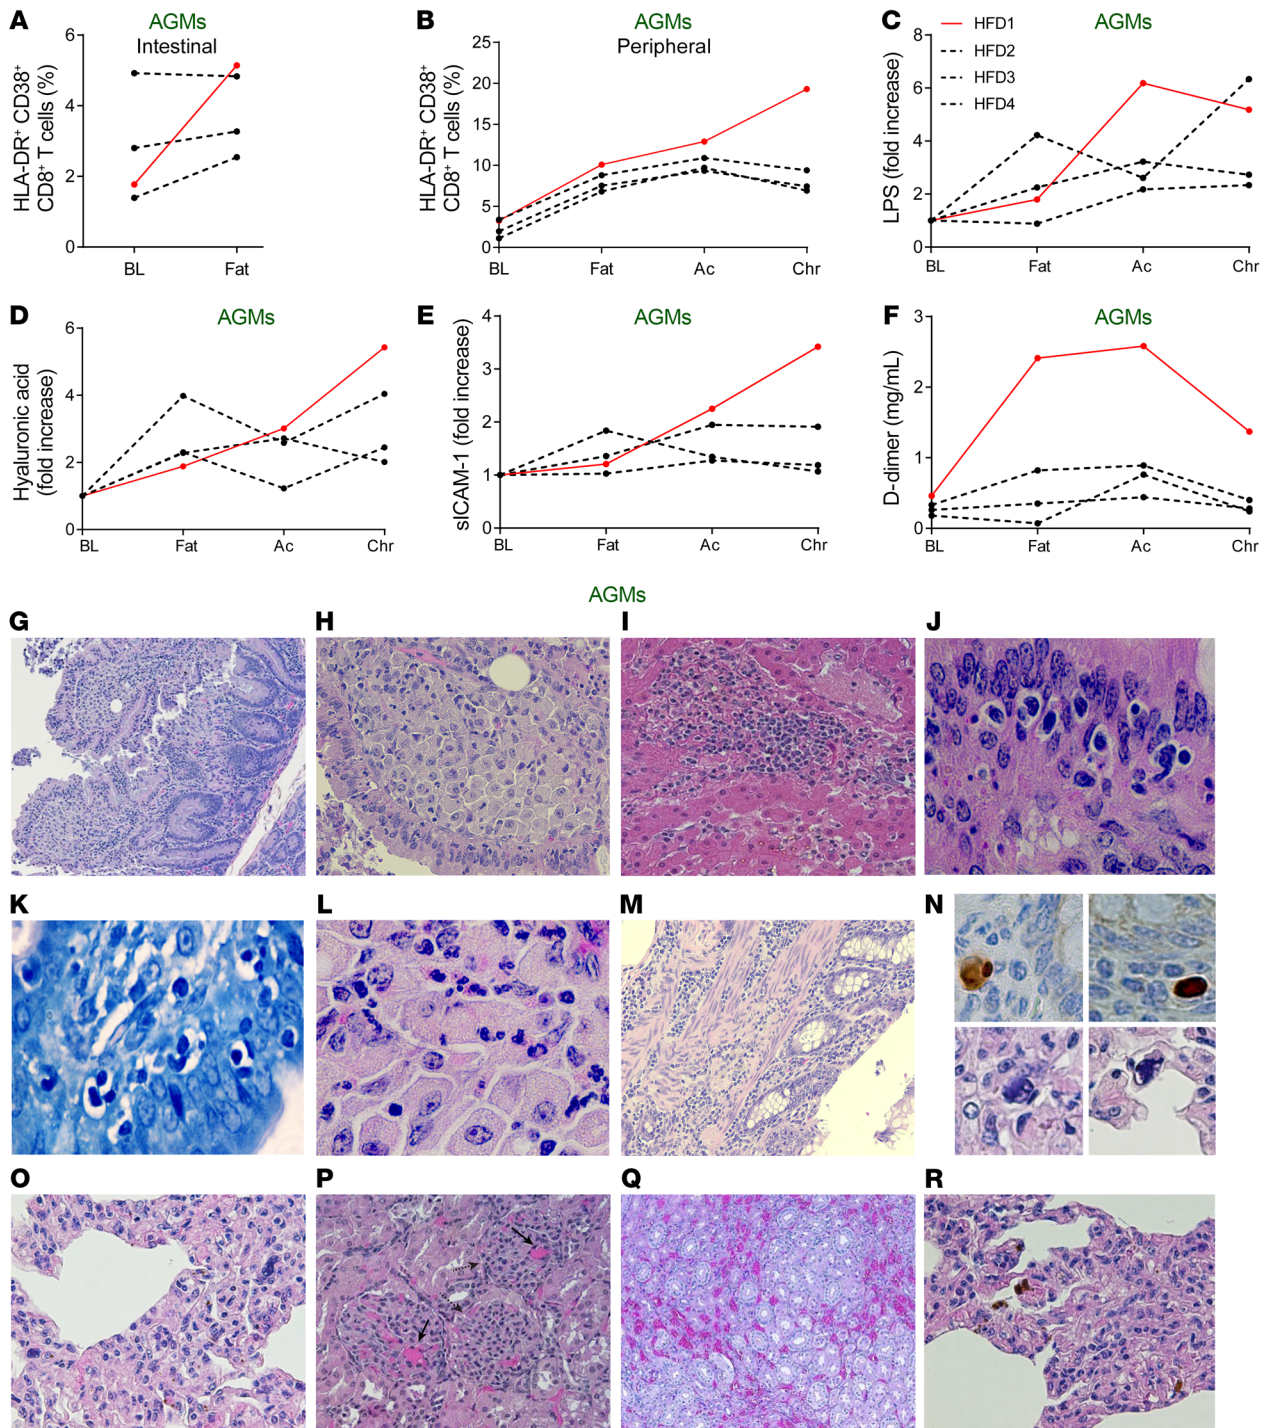 A
AGMs
Intestinal
HLA-DR⁺ CD38⁺
CD8⁺ T cells (%)
6
4
2
0
BL
Fat
B
AGMs
Peripheral
HLA-DR⁺ CD38⁺
CD8⁺ T cells (%)
25
20
15
10
5
0
BL
Fat
Ac
Chr
C
HFD1
HFD2
HFD3
HFD4
AGMs
LPS (fold increase)
8
6
4
2
0
BL
Fat
Ac
Chr
D
AGMs
Hyaluronic acid
(fold increase)
6
4
2
0
BL
Fat
Ac
Chr
E
AGMs
sICAM-1 (fold increase)
4
3
2
1
0
BL
Fat
Ac
Chr
F
AGMs
D-dimer (mg/mL)
3
2
1
0
BL
Fat
Ac
Chr
AGMs
G
H
I
J
K
L
M
N
O
P
Q
R